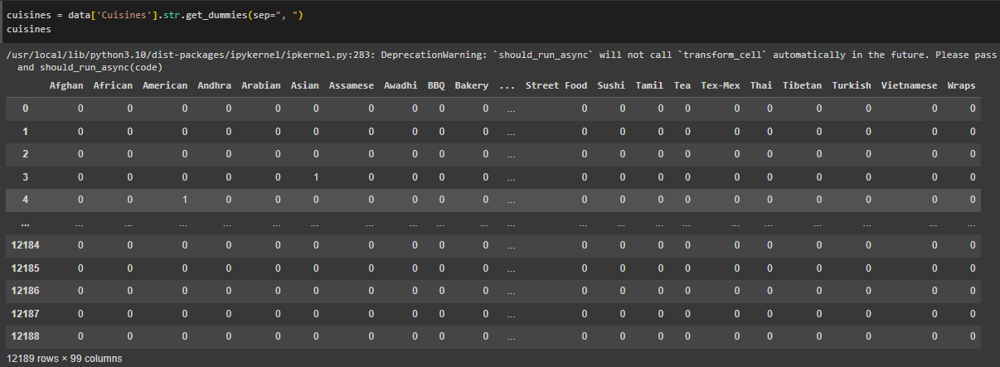 cuisines = data['Cuisines'].str.get_dummies(sep=", ")
cuisines
/usr/local/lib/python3.10/dist-packages/ipykernel/ipkernel.py:283: DeprecationWarning: `should_run_async` will not call `transform_cell` automatically in the future. Please pass
and should_run_async(code)
Afghan African American Andhra Arabian Asian Assamese Awadhi BBQ Bakery ... Street Food Sushi Tamil Tea Tex-Mex Thai Tibetan Turkish Vietnamese Wraps
0 0 0 0 0 0 0 0 0 0 0 ... 0 0 0 0 0 0 0 0 0 0
1 0 0 0 0 0 0 0 0 0 0 ... 0 0 0 0 0 0 0 0 0 0
2 0 0 0 0 0 0 0 0 0 0 ... 0 0 0 0 0 0 0 0 0 0
3 0 0 0 0 0 1 0 0 0 0 ... 0 0 0 0 0 0 0 0 0 0
4 0 0 1 0 0 0 0 0 0 0 ... 0 0 0 0 0 0 0 0 0 0
... ... ... ... ... ... ... ... ... ... ... ... ... ... ... ... ... ... ... ... ... ...
12184 0 0 0 0 0 0 0 0 0 0 ... 0 0 0 0 0 0 0 0 0 0
12185 0 0 0 0 0 0 0 0 0 0 ... 0 0 0 0 0 0 0 0 0 0
12186 0 0 0 0 0 0 0 0 0 0 ... 0 0 0 0 0 0 0 0 0 0
12187 0 0 0 0 0 0 0 0 0 0 ... 0 0 0 0 0 0 0 0 0 0
12188 0 0 0 0 0 0 0 0 0 0 ... 0 0 0 0 0 0 0 0 0 0
12189 rows × 99 columns